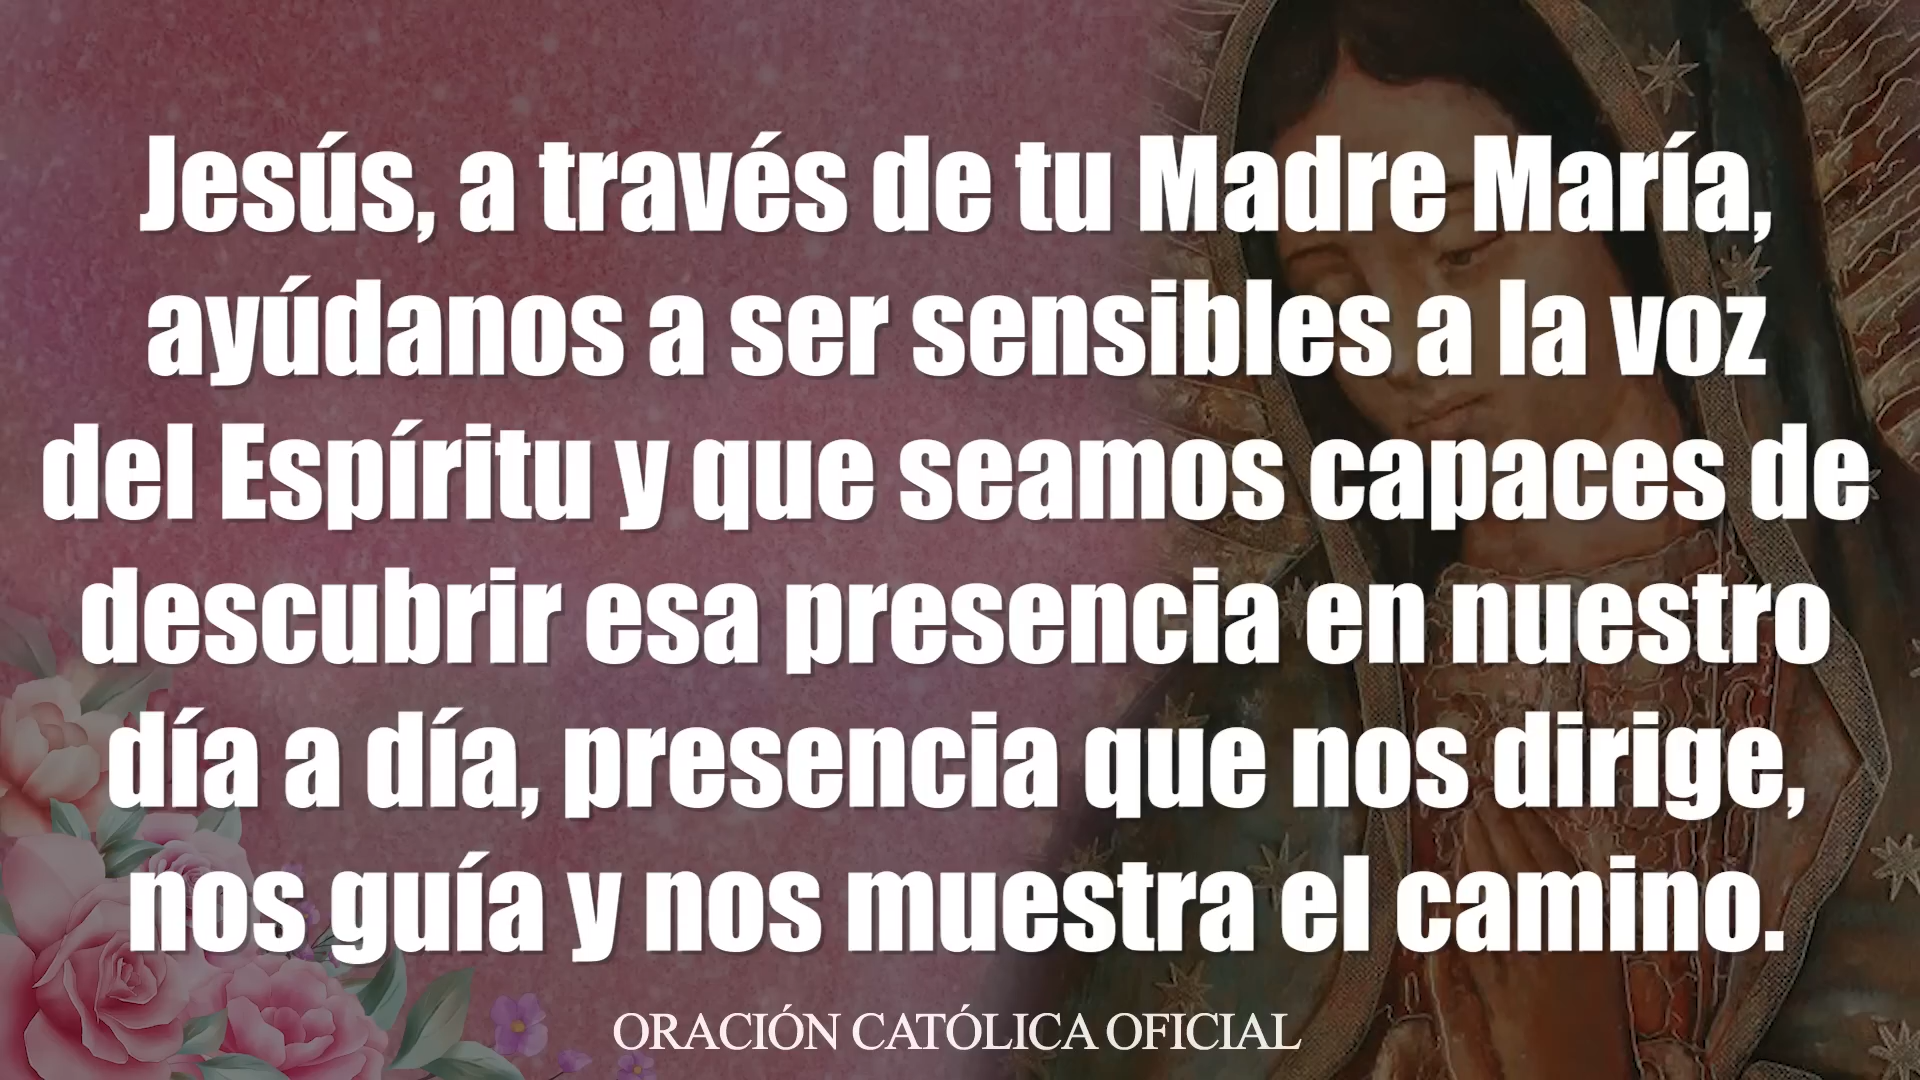 Jesús, a través de tu Madre María,
ayúdanos a ser sensibles a la voz
del Espíritu y que seamos capaces de
descubrir esa presencia en nuestro
día a día, presencia que nos dirige,
nos guía y nos muestra el camino.
ORACIÓN CATÓLICA OFICIAL